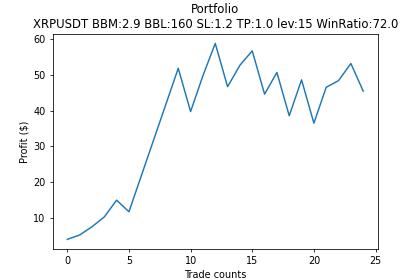 Portfolio
XRPUSDT BBM:2.9 BBL:160 SL:1.2 TP:1.0 lev:15 WinRatio:72.0
60
50
40
30
20
10
Profit ($)
0 5 10 15 20 25
Trade counts